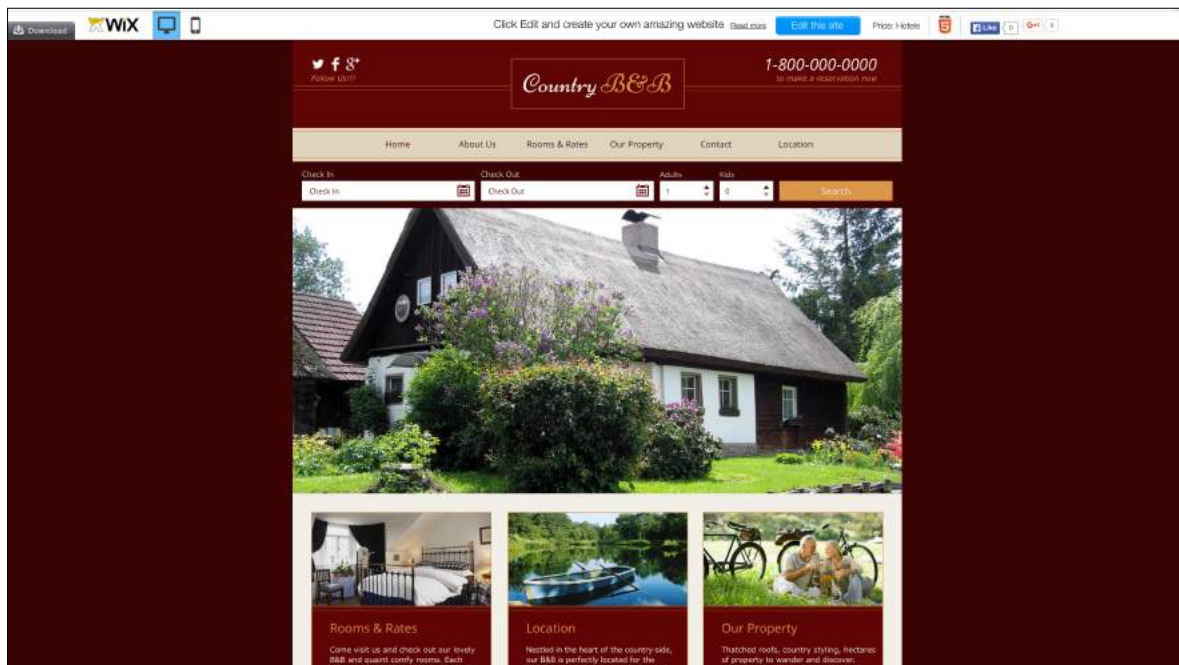 Download
WiX
Click Edit and create your own amazing website Read more
Edit this site
Price: Hotels
Like 0
G+1
Follow Us!!!
Country B&B
1-800-000-0000
to make a reservation now
Home About Us Rooms & Rates Our Property Contact Location
Check In Check Out Adults Kids
Check In Check Out 1 0 Search
Rooms & Rates
Come visit us and check out our lovely
B&B and quaint comfy rooms. Each
Location
Nestled in the heart of the country-side,
our B&B is perfectly located for the
Our Property
Thatched roofs, country styling, hectares
of property to wander and discover.